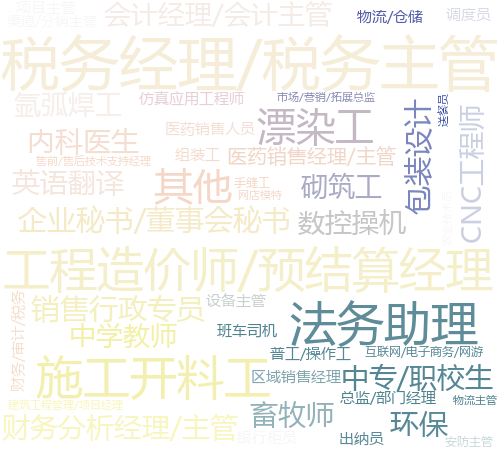 项目主管
渠道/分销主管
会计经理/会计主管
物流/仓储
调度员
税务经理/税务主管
氩弧焊工
仿真应用工程师
市场/营销/拓展总监
送餐员
医药销售人员
漂染工
包装设计
CNC工程师
内科医生
售前/售后技术支持经理
组装工
医药销售经理/主管
英语翻译
其他
手缝工
网店模特
砌筑工
企业秘书/董事会秘书
数控操机
工程造价师/预结算经理
财务/审计/税务
销售行政专员
设备主管
法务助理
中学教师
班车司机
普工/操作工
互联网/电子商务/网游
施工开料工
区域销售经理
中专/职校生
建筑工程管理/项目经理
总监/部门经理
物流主管
财务分析经理/主管
畜牧师
环保
银行柜员
出纳员
安防主管